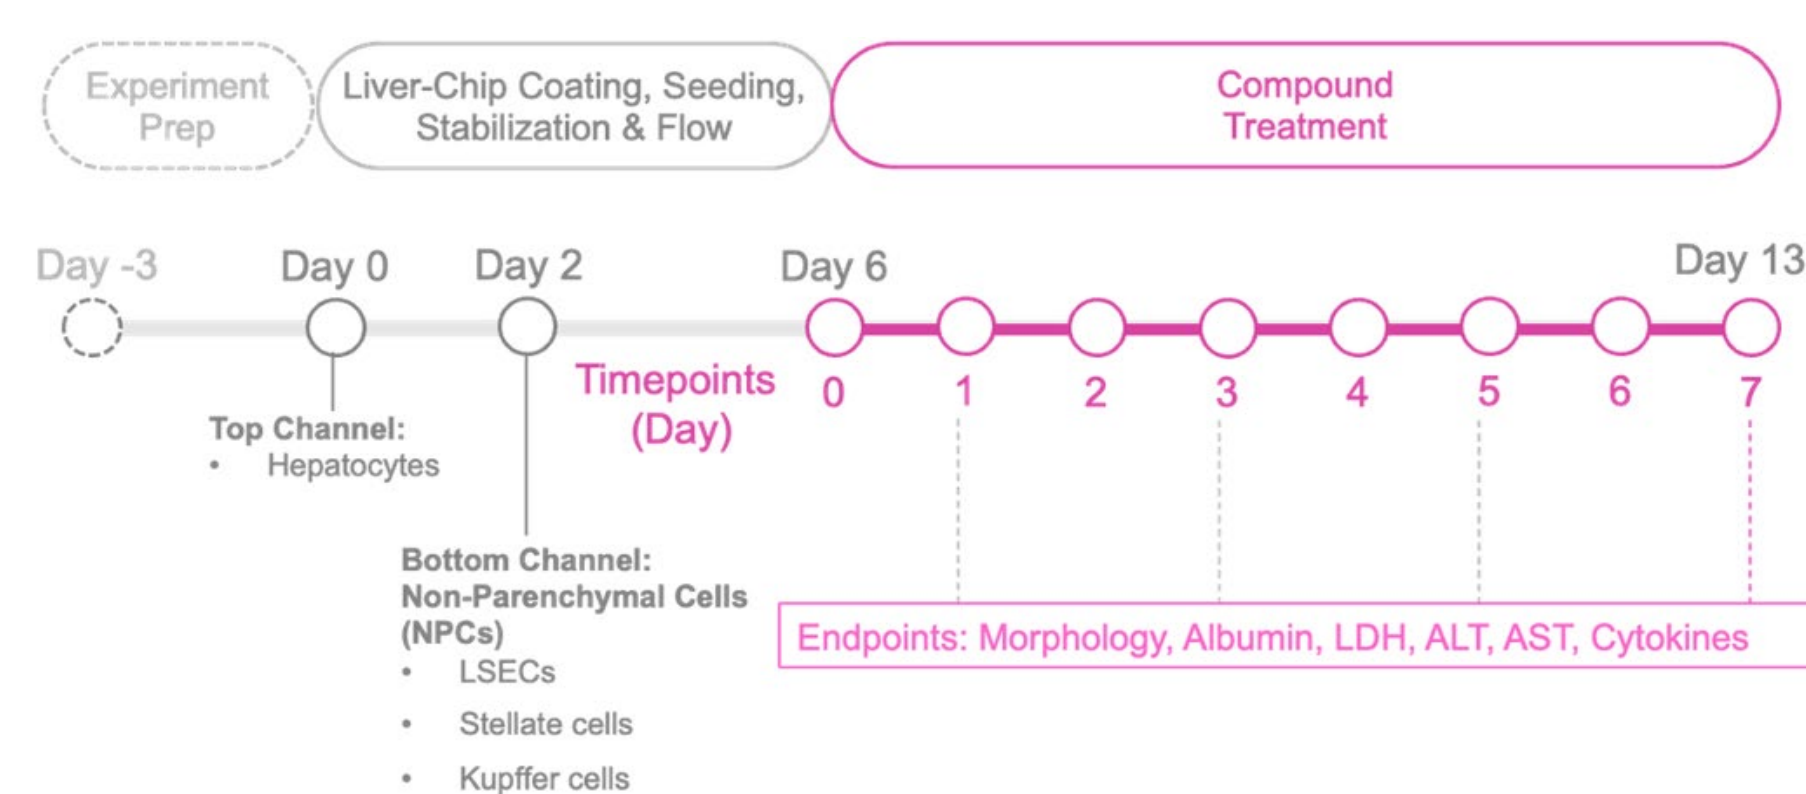 Experiment
Prep
Liver-Chip Coating, Seeding,
Stabilization & Flow
Compound
Treatment
Day -3
Day 0
Day 2
Day 6
Day 13
Timepoints
(Day)
0
1
2
3
4
5
6
7
Top Channel:
• Hepatocytes
Bottom Channel:
Non-Parenchymal Cells
(NPCs)
• LSECs
• Stellate cells
• Kupffer cells
Endpoints: Morphology, Albumin, LDH, ALT, AST, Cytokines